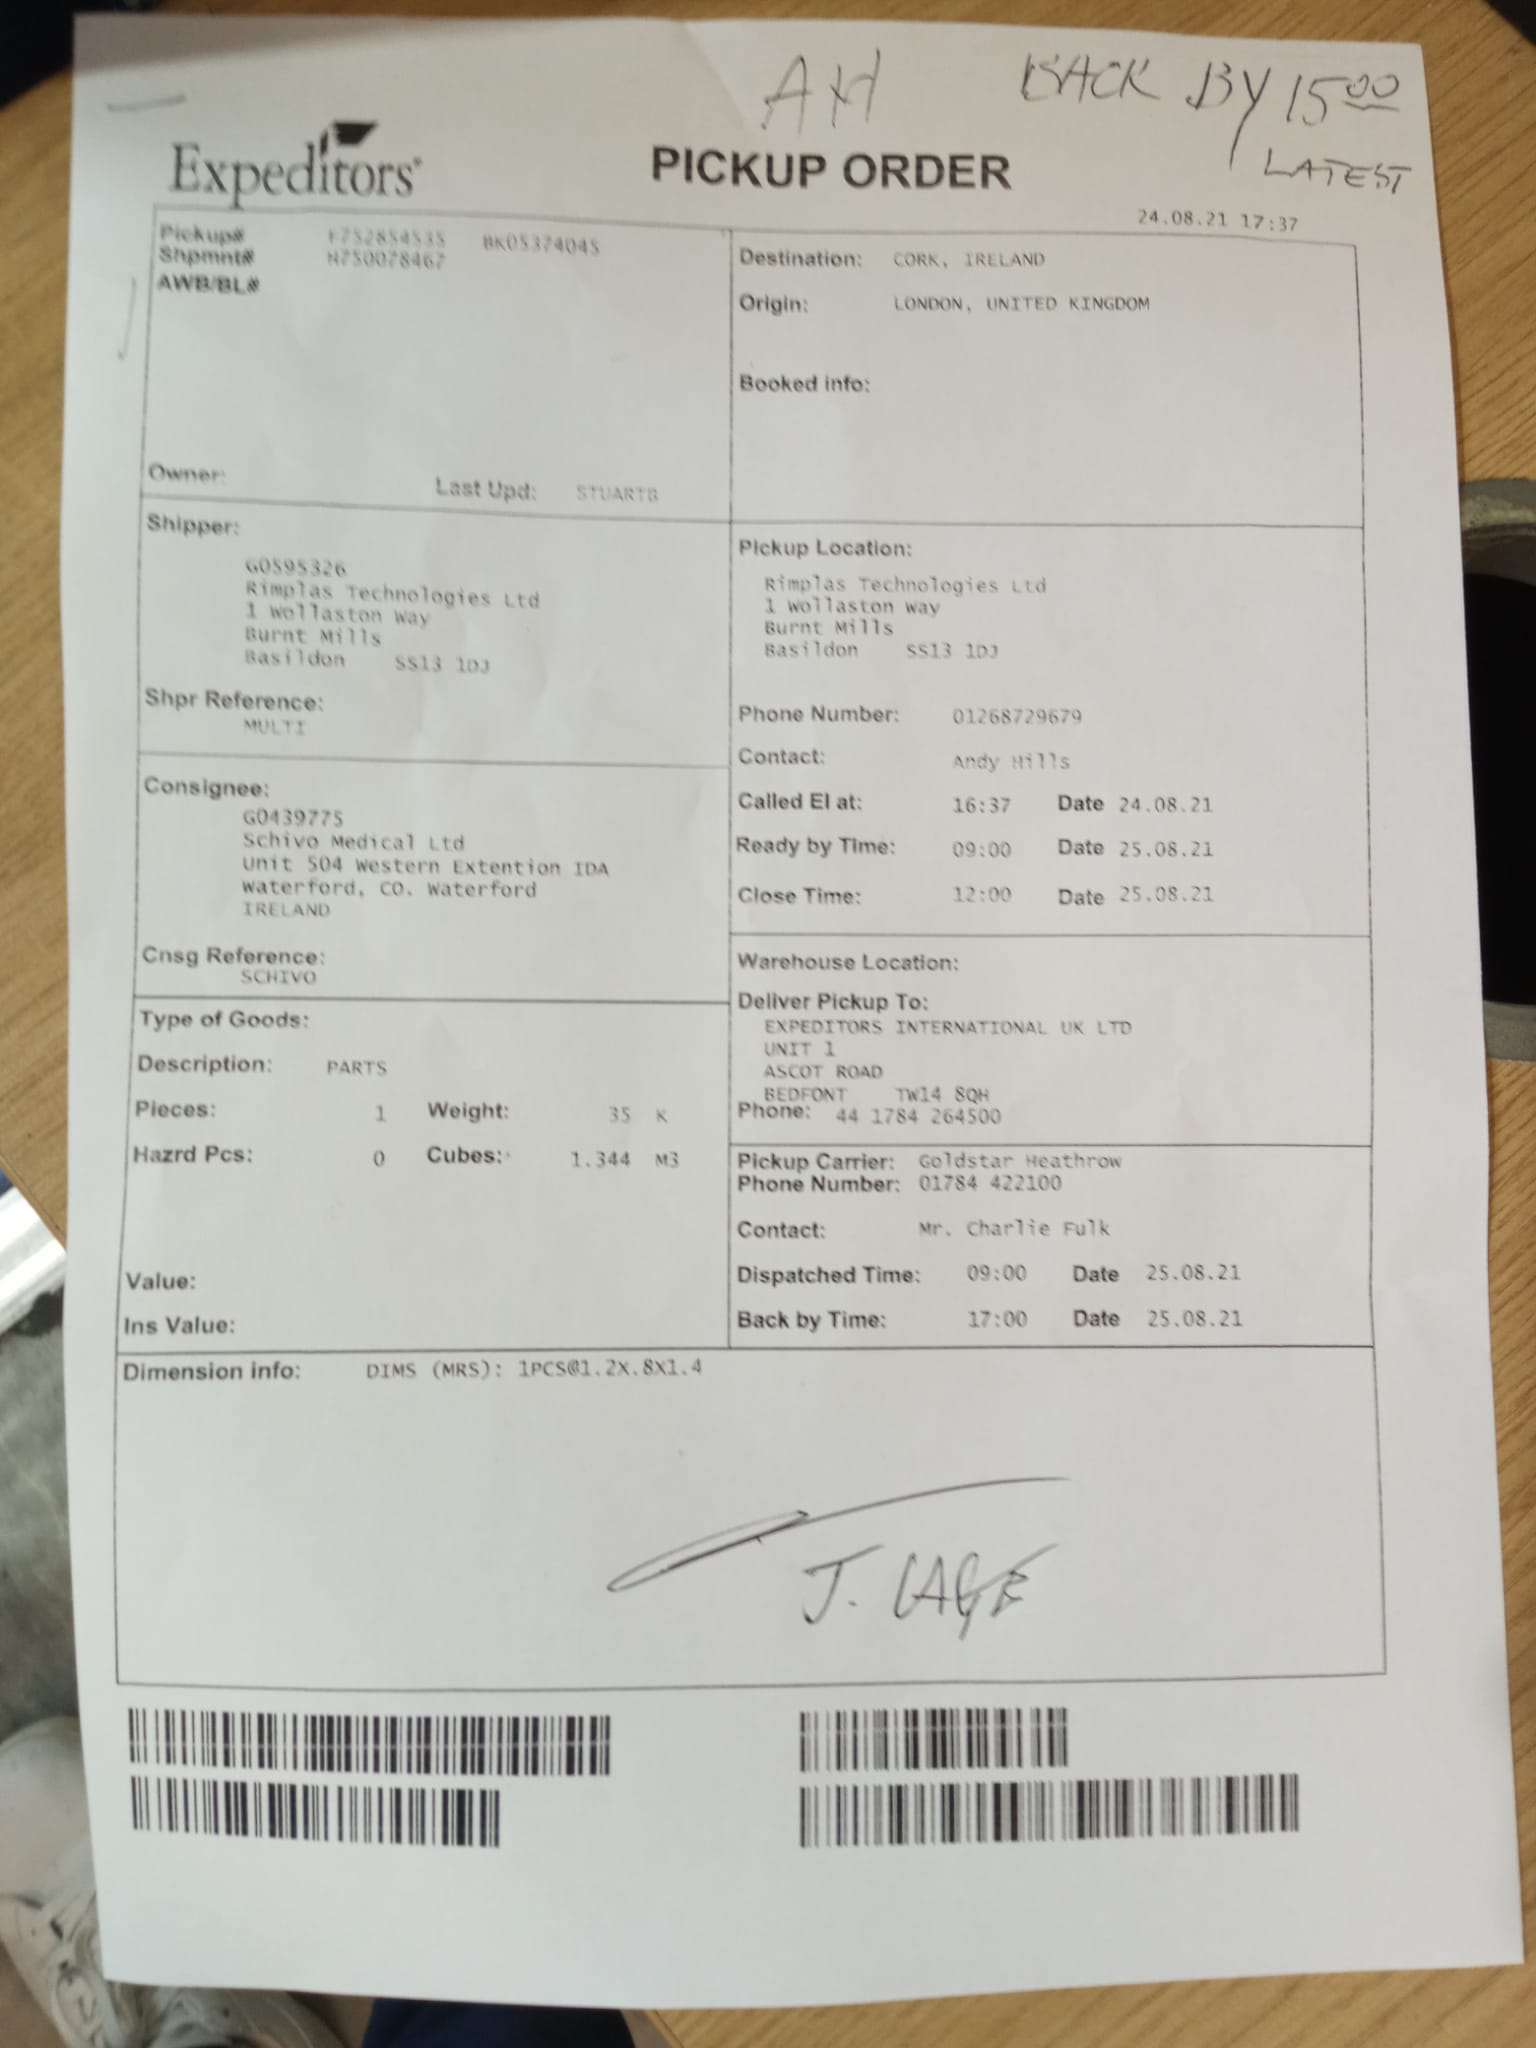 AM
BACK BY 15 00
LATEST
Expeditors
PICKUP ORDER
24.08.21 17:37
Pickup# F752854535 BK05374045
Shpmnt# N750078467
AWB/BL#
Owner: Last Upd: STUARTB
Destination: CORK, IRELAND
Origin: LONDON, UNITED KINGDOM
Booked info:
Shipper:
G0595326
Rimplas Technologies Ltd
1 Wollaston Way
Burnt Mills
Basildon SS13 1DJ
Shpr Reference:
MULTI
Pickup Location:
Rimplas Technologies Ltd
1 Wollaston Way
Burnt Mills
Basildon SS13 1DJ
Phone Number: 01268729679
Contact: Andy Hills
Called EI at: 16:37 Date 24.08.21
Ready by Time: 09:00 Date 25.08.21
Close Time: 12:00 Date 25.08.21
Consignee:
G0439775
Schivo Medical Ltd
Unit 504 Western Extention IDA
Waterford, CO. Waterford
IRELAND
Cnsg Reference:
SCHIVO
Warehouse Location:
Deliver Pickup To:
EXPEDITORS INTERNATIONAL UK LTD
UNIT 1
ASCOT ROAD
BEDFONT TW14 8QH
Phone: 44 1784 264500
Type of Goods:
Description: PARTS
Pieces: 1 Weight: 35 K
Hazrd Pcs: 0 Cubes: 1.344 M3
Value:
Ins Value:
Pickup Carrier: Goldstar Heathrow
Phone Number: 01784 422100
Contact: Mr. Charlie Fulk
Dispatched Time: 09:00 Date 25.08.21
Back by Time: 17:00 Date 25.08.21
Dimension info: DIMS (MRS): 1PCS@1.2X.8X1.4
J. CAGE